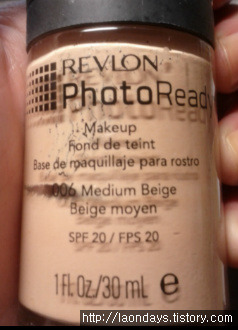 REVLON
PhotoRead
Makeup
Fond de teint
Base de maquillaje para rostro
006 Medium Beige
Beige moyen
SPF 20 / FPS 20
1 Fl. Oz./30 mL e
http://laondays.tistory.com